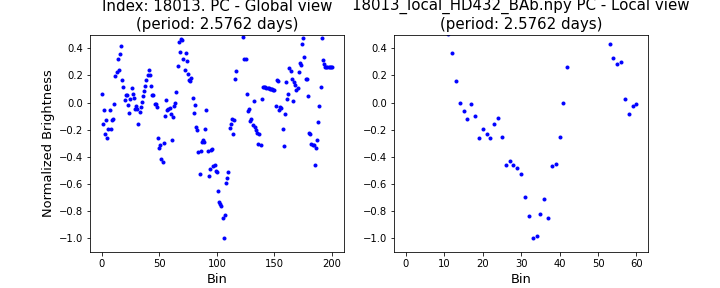 Index: 18013. PC - Global view
(period: 2.5762 days)
18013_local_HD432_BAb.npy PC - Local view
(period: 2.5762 days)
Normalized Brightness
0.4
0.2
0.0
−0.2
−0.4
−0.6
−0.8
−1.0
0 50 100 150 200
Bin
0.4
0.2
0.0
−0.2
−0.4
−0.6
−0.8
−1.0
0 10 20 30 40 50 60
Bin